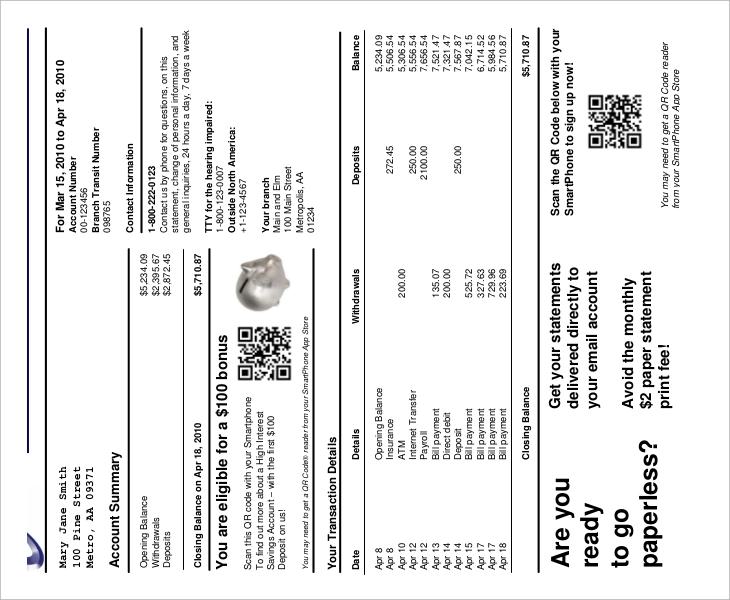 Mary Jane Smith
100 Pine Street
Metro, AA 09371
For Mar 15, 2010 to Apr 18, 2010
Account Number
00-123456
Branch Transit Number
098765
Account Summary
Opening Balance $5,234.09
Withdrawals $2,395.67
Deposits $2,872.45
Closing Balance on Apr 18, 2010 $5,710.87
Contact Information
1-800-222-0123
Contact us by phone for questions, on this
statement, change of personal information, and
general inquiries, 24 hours a day, 7 days a week
TTY for the hearing impaired:
1-800-123-0007
Outside North America:
+1-123-4567
Your branch
Main and Elm
100 Main Street
Metropolis, AA
01234
You are eligible for a $100 bonus
Scan this QR code with your Smartphone
To find out more about a High Interest
Savings Account – with the first $100
Deposit on us!
You may need to get a QR Code® reader from your SmartPhone App Store
Your Transaction Details
Date Details Withdrawals Deposits Balance
Apr 8 Opening Balance 5,234.09
Apr 8 Insurance 272.45 5,506.54
Apr 10 ATM 200.00 5,306.54
Apr 12 Internet Transfer 250.00 5,556.54
Apr 12 Payroll 2100.00 7,656.54
Apr 13 Bill payment 135.07 7,521.47
Apr 14 Direct debit 200.00 7,321.47
Apr 14 Deposit 250.00 7,567.87
Apr 15 Bill payment 525.72 7,042.15
Apr 17 Bill payment 327.63 6,714.52
Apr 17 Bill payment 729.96 5,984.56
Apr 18 Bill payment 223.69 5,710.87
Closing Balance $5,710.87
Are you
ready
to go
paperless?
Get your statements
delivered directly to
your email account
Avoid the monthly
$2 paper statement
print fee!
Scan the QR Code below with your
SmartPhone to sign up now!
You may need to get a QR Code reader
from your SmartPhone App Store